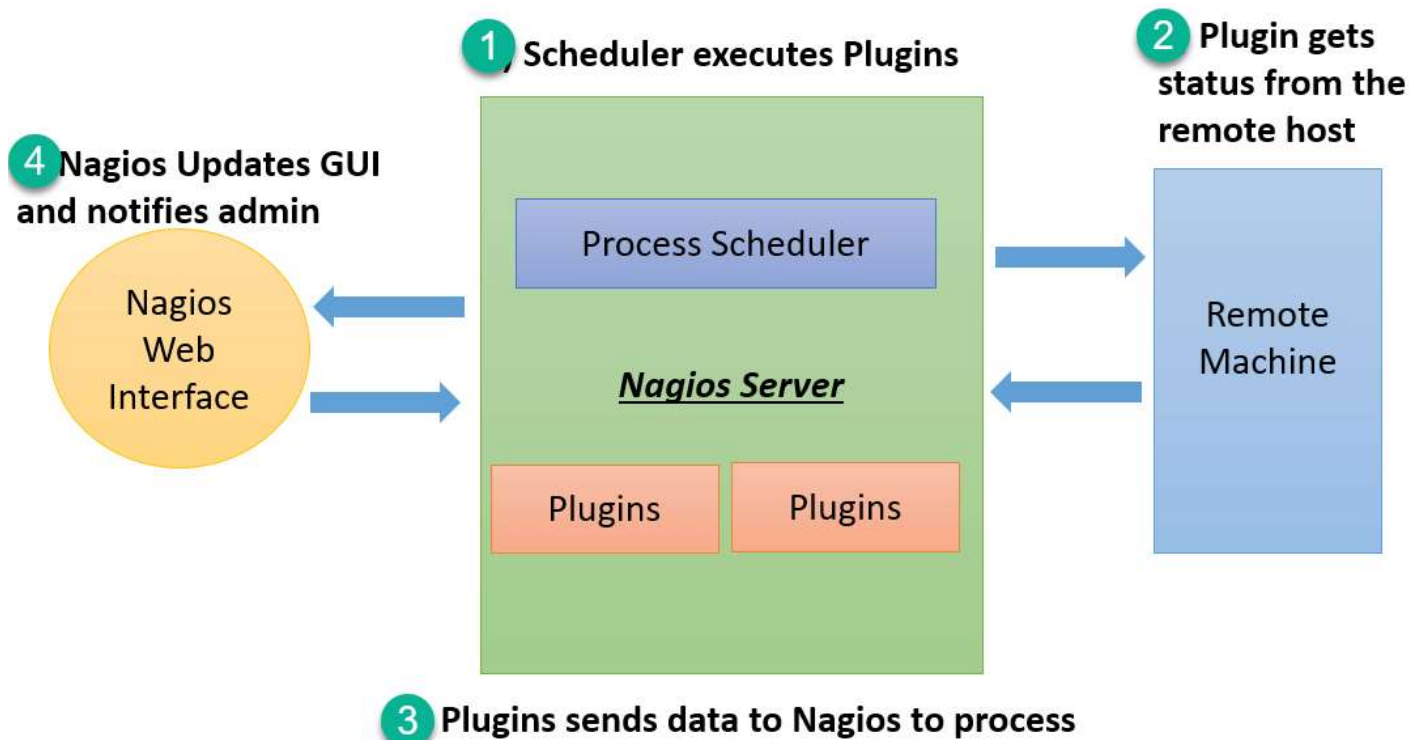 1 Scheduler executes Plugins
2 Plugin gets
status from the
remote host
4 Nagios Updates GUI
and notifies admin
Process Scheduler
Nagios
Web
Interface
Nagios Server
Remote
Machine
Plugins
Plugins
3 Plugins sends data to Nagios to process